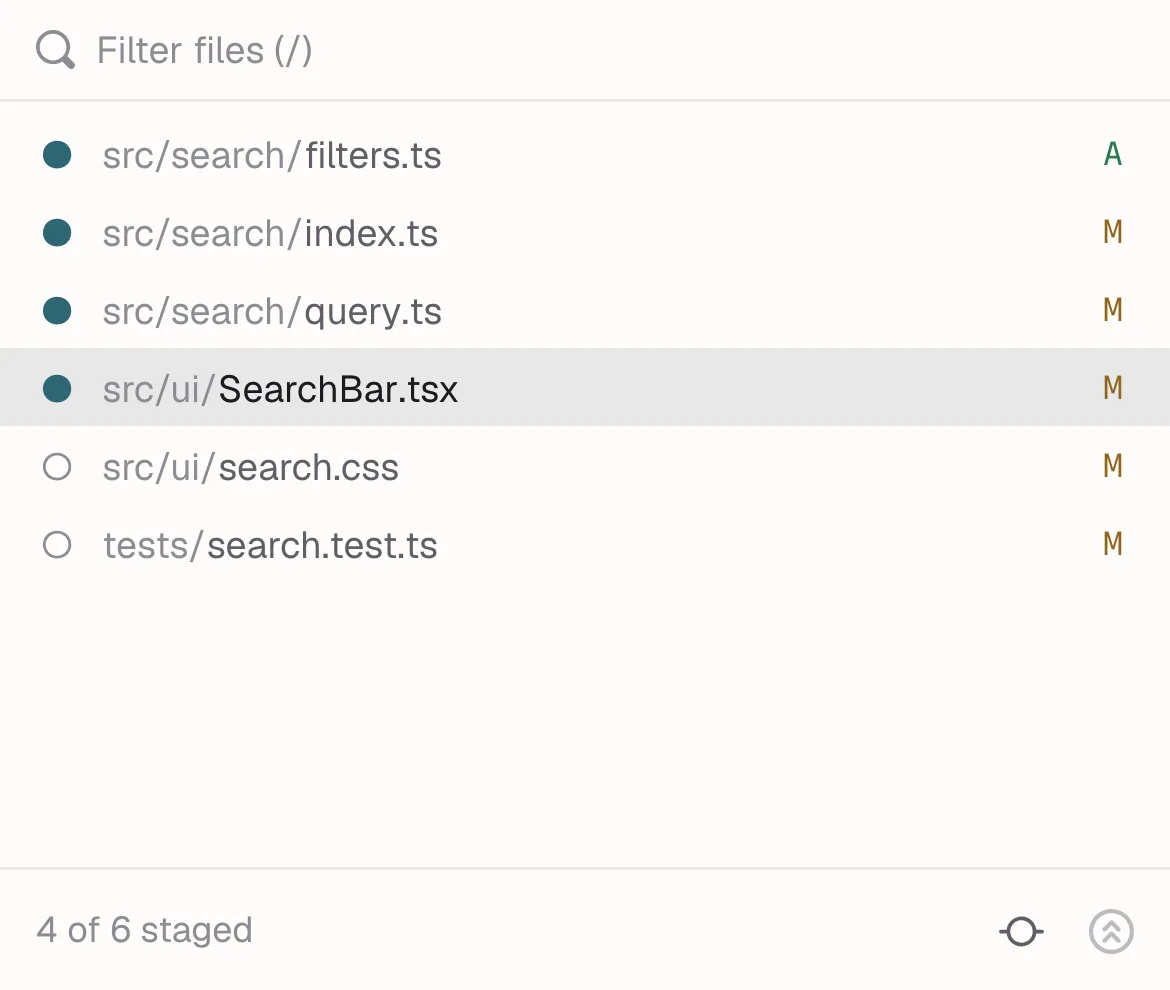 Filter files (/)
src/search/filters.ts A
src/search/index.ts M
src/search/query.ts M
src/ui/SearchBar.tsx M
src/ui/search.css M
tests/search.test.ts M
4 of 6 staged